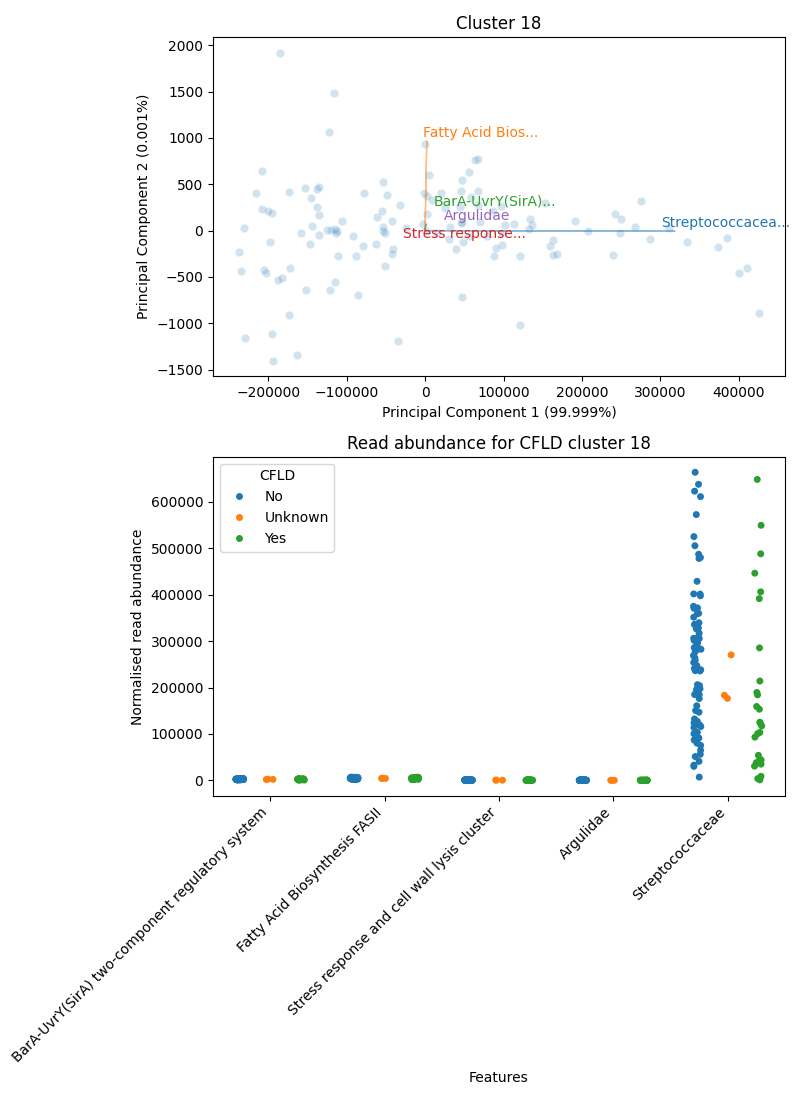 Cluster 18
2000
1500
1000
500
0
−500
−1000
−1500
Principal Component 2 (0.001%)
Fatty Acid Bios...
BarA-UvrY(SirA)...
Argulidae
Streptococcacea...
Stress response...
−200000 −100000 0 100000 200000 300000 400000
Principal Component 1 (99.999%)
Read abundance for CFLD cluster 18
CFLD
No
Unknown
Yes
600000
500000
400000
300000
200000
100000
0
Normalised read abundance
BarA-UvrY(SirA) two-component regulatory system
Fatty Acid Biosynthesis FASII
Stress response and cell wall lysis cluster
Argulidae
Streptococcaceae
Features